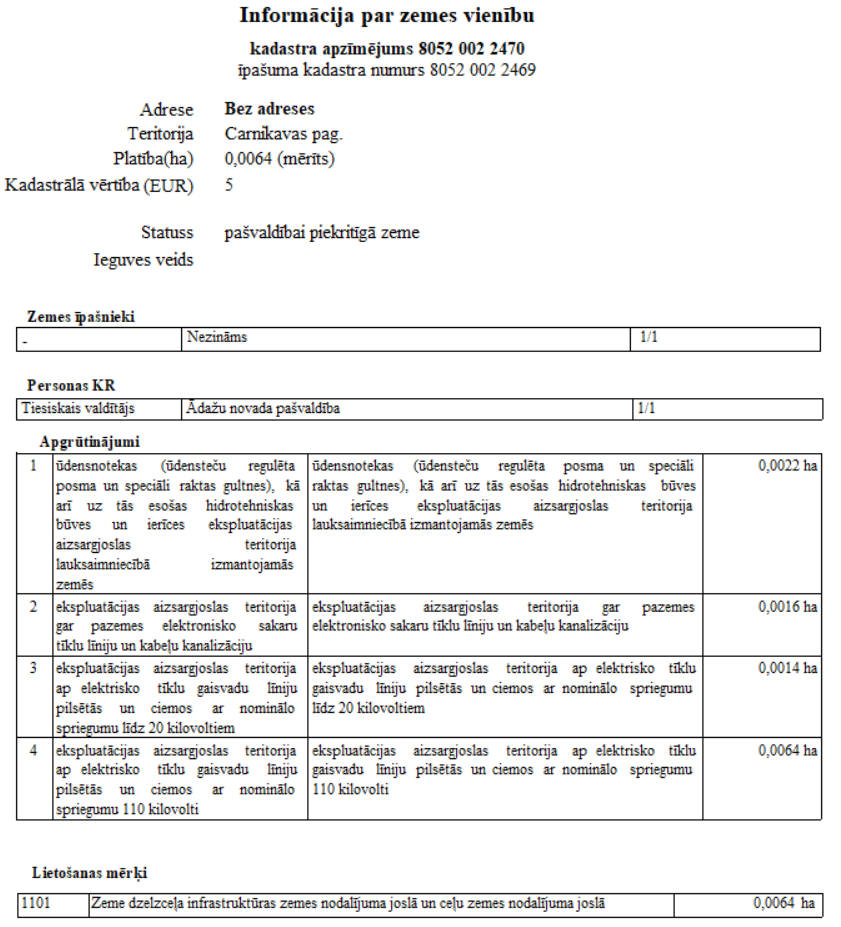 Informācija par zemes vienību
kadastra apzīmējums 8052 002 2470
īpašuma kadastra numurs 8052 002 2469
Adrese Bez adreses
Teritorija Carnikavas pag.
Platība(ha) 0,0064 (mērīts)
Kadastrālā vērtība (EUR) 5
Statuss pašvaldībai piekritīgā zeme
Ieguves veids
Zemes īpašnieki
- Nezināms 1/1
Personas KR
Tiesiskais valdītājs Ādažu novada pašvaldība 1/1
Apgrūtinājumi
1 ūdensnotekas (ūdensteču regulēta
posma un speciāli raktas gultnes), kā
arī uz tās esošas hidrotehniskas
būves un ierīces ekspluatācijas
aizsargjoslas teritorija
lauksaimniecībā izmantojamās
zemēs
ūdensnotekas (ūdensteču regulēta posma un speciāli
raktas gultnes), kā arī uz tās esošas hidrotehniskas būves
un ierīces ekspluatācijas aizsargjoslas teritorija
lauksaimniecībā izmantojamās zemēs
0,0022 ha
2 ekspluatācijas aizsargjoslas teritorija
gar pazemes elektronisko sakaru
tīklu līniju un kabeļu kanalizāciju
ekspluatācijas aizsargjoslas teritorija gar pazemes
elektronisko sakaru tīklu līniju un kabeļu kanalizāciju
0,0016 ha
3 ekspluatācijas aizsargjoslas teritorija
ap elektrisko tīklu gaisvadu līniju
pilsētās un ciemos ar nominālo
spriegumu līdz 20 kilovoltiem
ekspluatācijas aizsargjoslas teritorija ap elektrisko tīklu
gaisvadu līniju pilsētās un ciemos ar nominālo spriegumu
līdz 20 kilovoltiem
0,0014 ha
4 ekspluatācijas aizsargjoslas teritorija
ap elektrisko tīklu gaisvadu līniju
pilsētās un ciemos ar nominālo
spriegumu 110 kilovolti
ekspluatācijas aizsargjoslas teritorija ap elektrisko tīklu
gaisvadu līniju pilsētās un ciemos ar nominālo spriegumu
110 kilovolti
0,0064 ha
Lietošanas mērķi
1101 Zeme dzelzceļa infrastruktūras zemes nodalījuma joslā un ceļu zemes nodalījuma joslā 0,0064 ha